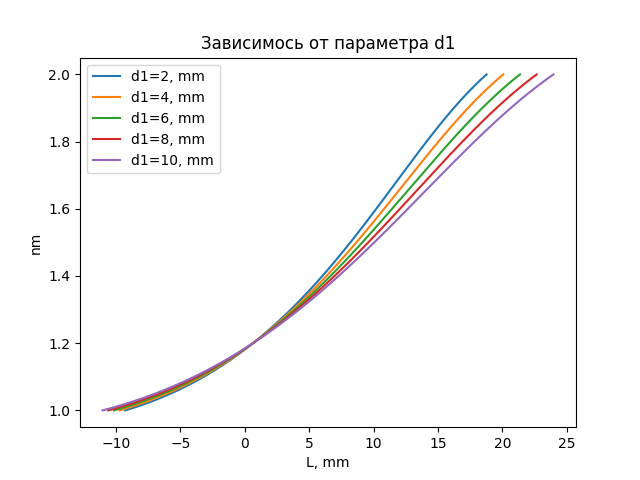 Зависимось от параметра d1
d1=2, mm
d1=4, mm
d1=6, mm
d1=8, mm
d1=10, mm
nm
2.0
1.8
1.6
1.4
1.2
1.0
−10 −5 0 5 10 15 20 25
L, mm